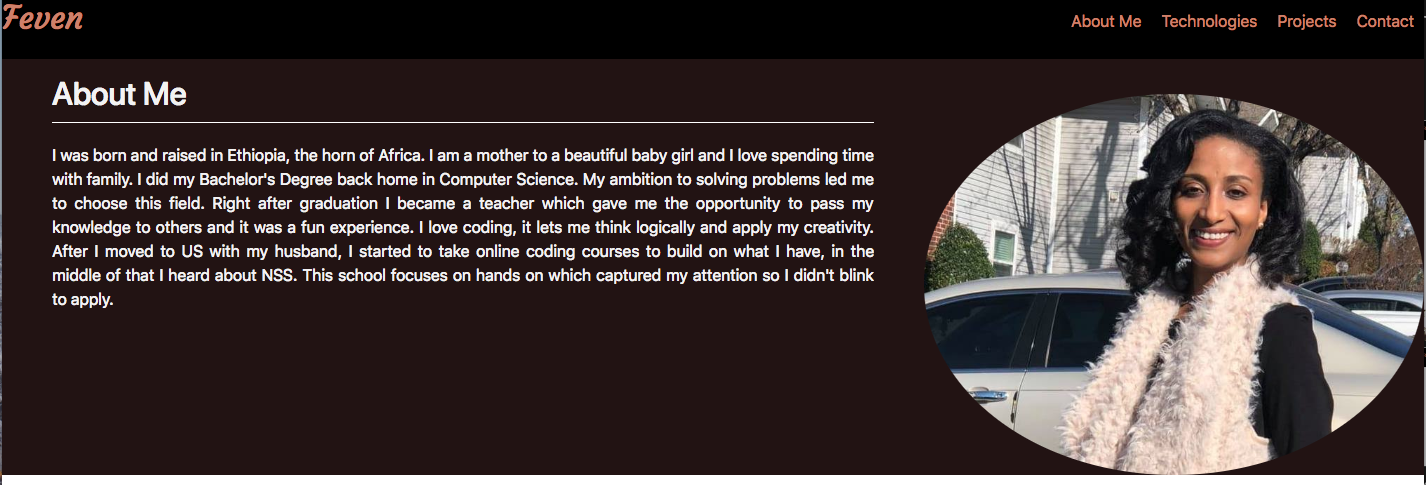 Feven
About Me Technologies Projects Contact
About Me
I was born and raised in Ethiopia, the horn of Africa. I am a mother to a beautiful baby girl and I love spending time
with family. I did my Bachelor's Degree back home in Computer Science. My ambition to solving problems led me
to choose this field. Right after graduation I became a teacher which gave me the opportunity to pass my
knowledge to others and it was a fun experience. I love coding, it lets me think logically and apply my creativity.
After I moved to US with my husband, I started to take online coding courses to build on what I have, in the
middle of that I heard about NSS. This school focuses on hands on which captured my attention so I didn't blink
to apply.